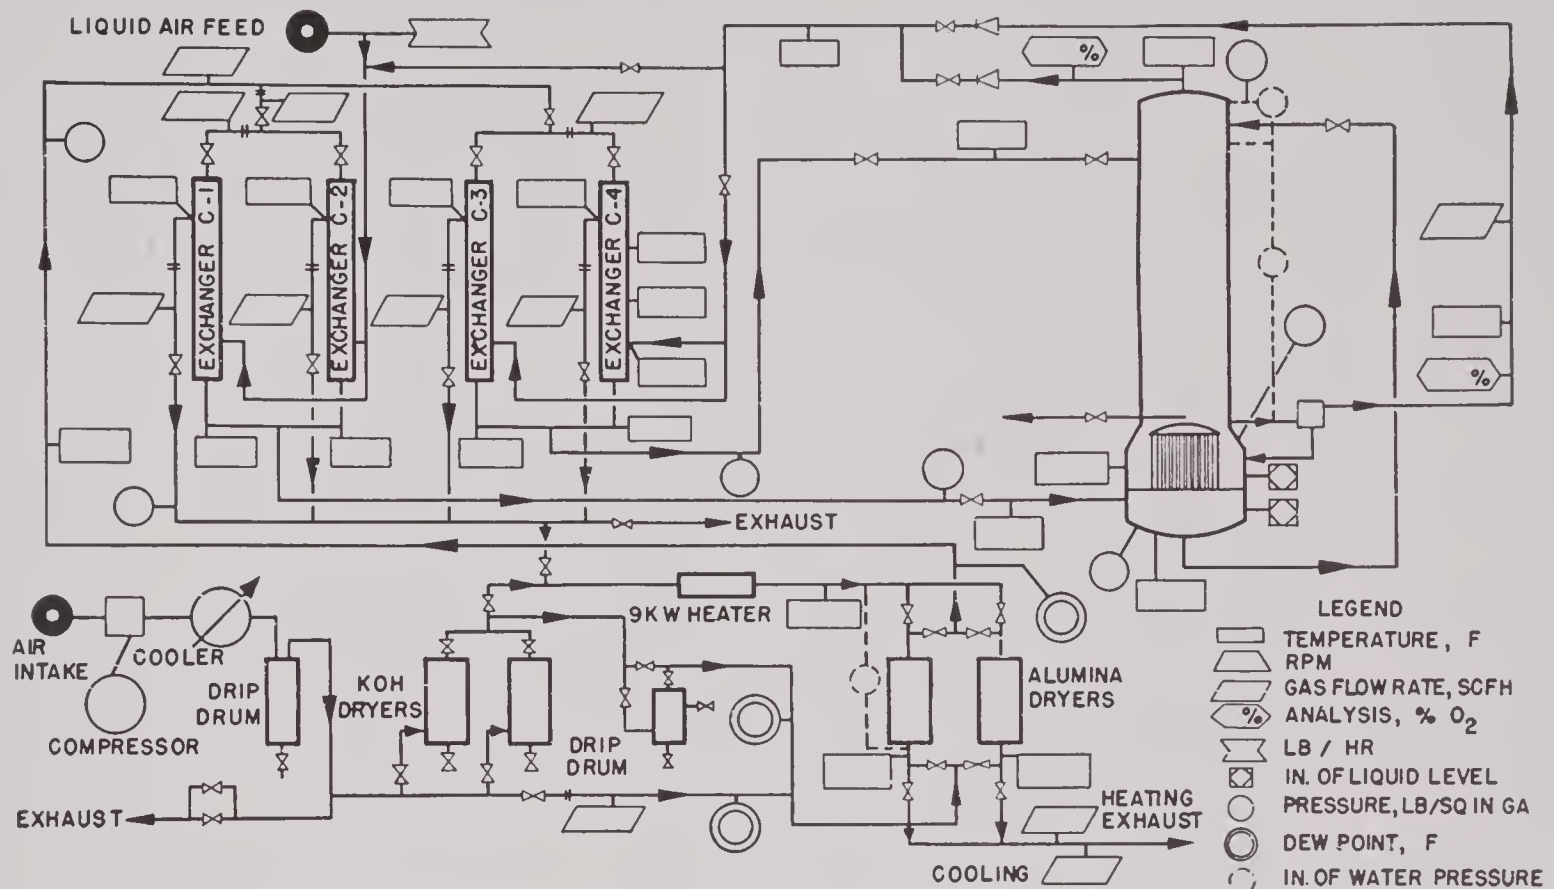 LIQUID AIR FEED
%
EXCHANGER C-1
EXCHANGER C-2
EXCHANGER C-3
EXCHANGER C-4
%
EXHAUST
9KW HEATER
AIR
INTAKE
COOLER
COMPRESSOR
DRIP
DRUM
KOH
DRYERS
DRIP
DRUM
ALUMINA
DRYERS
EXHAUST
HEATING
EXHAUST
COOLING
LEGEND
TEMPERATURE, F
RPM
GAS FLOW RATE, SCFH
% ANALYSIS, % O2
LB / HR
IN. OF LIQUID LEVEL
PRESSURE, LB/SQ IN GA
DEW POINT, F
IN. OF WATER PRESSURE